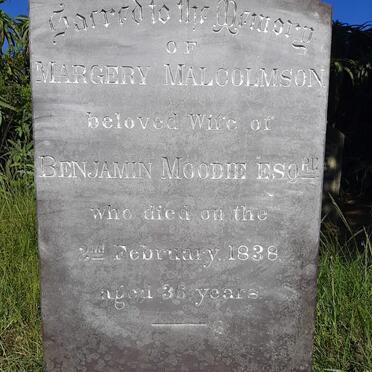 Sacred to the Memory
OF
MARGERY MALCOLMSON
beloved Wife of
BENJAMIN MOODIE ESQRE
who died on the
2nd February, 1838,
aged 36 years